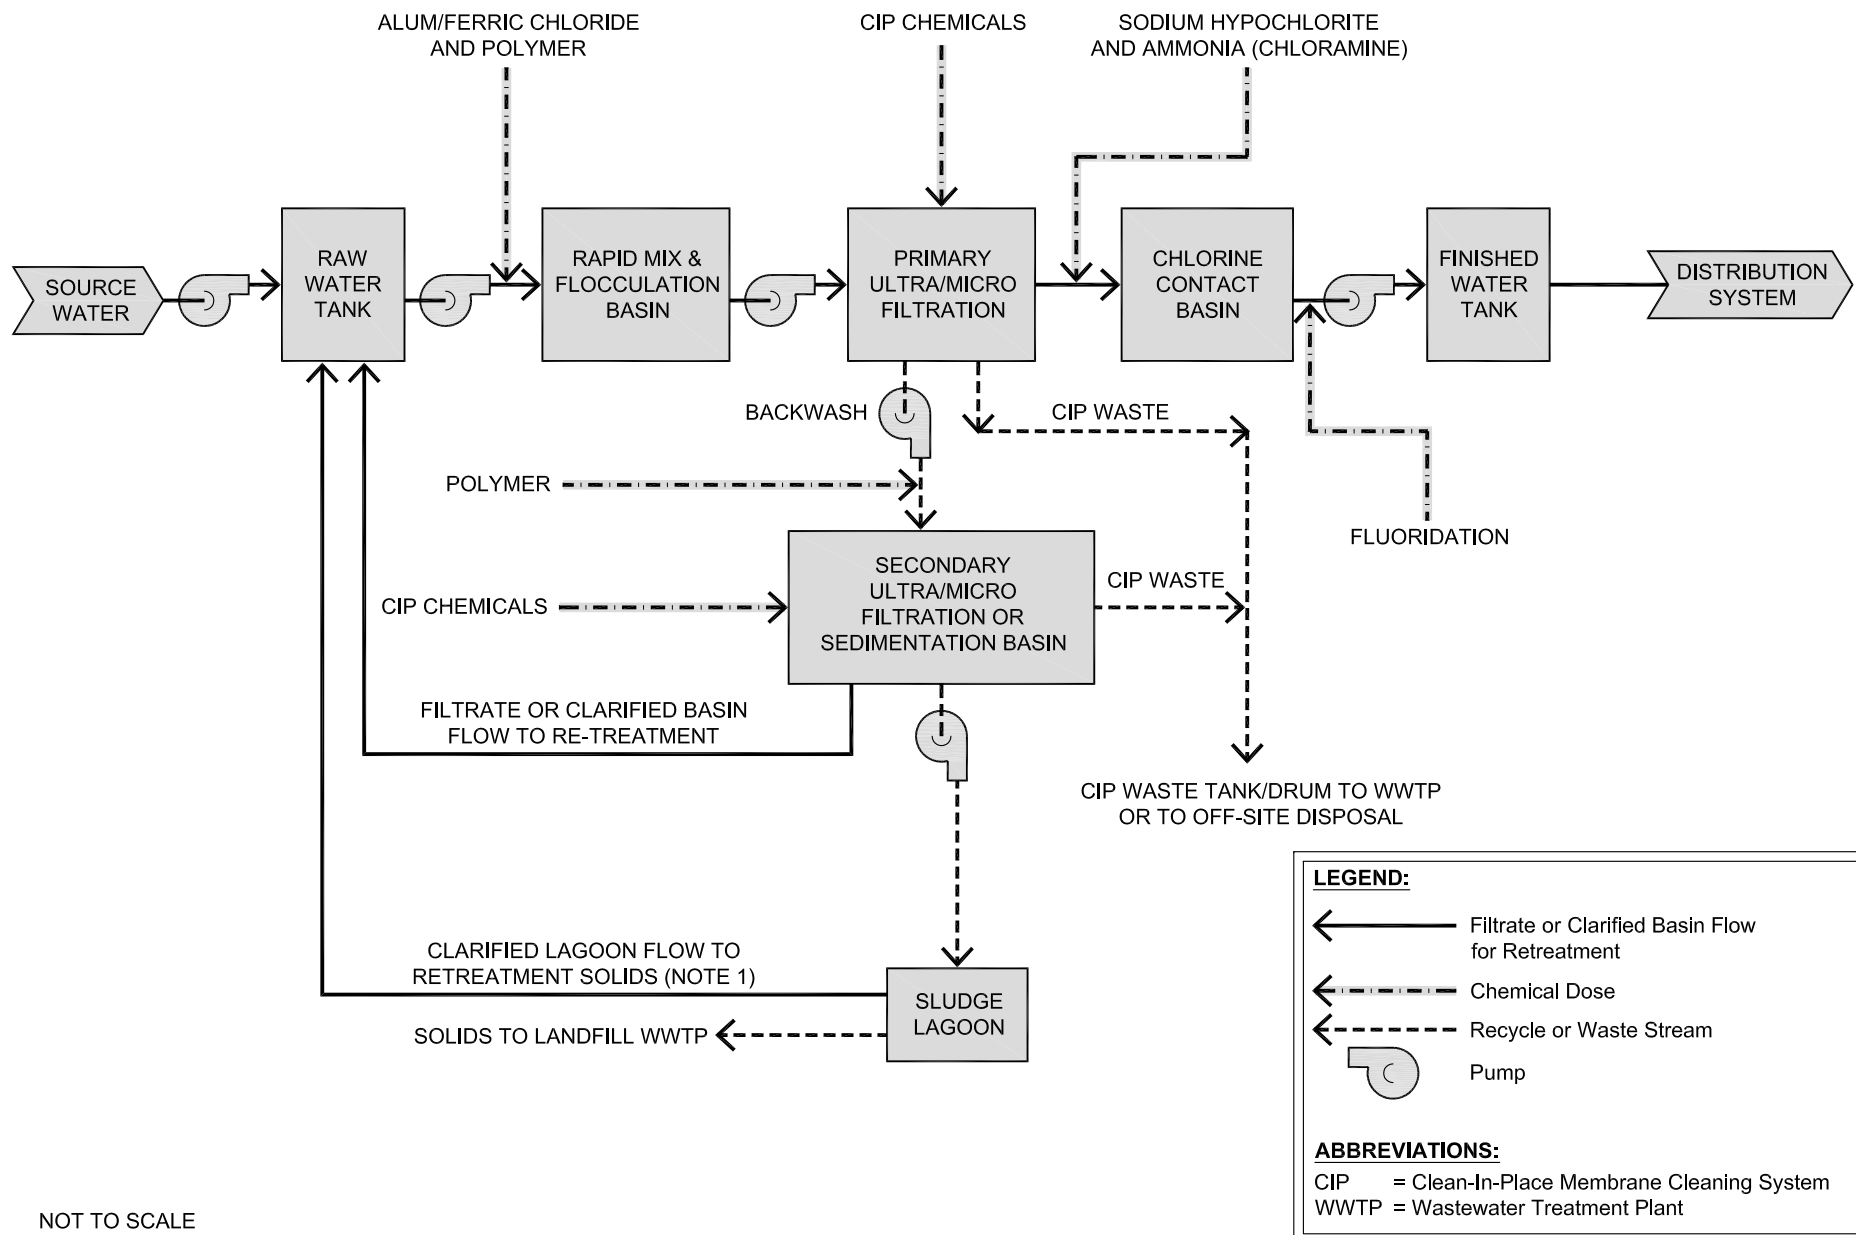 ALUM/FERRIC CHLORIDE
AND POLYMER
CIP CHEMICALS
SODIUM HYPOCHLORITE
AND AMMONIA (CHLORAMINE)
SOURCE
WATER
RAW
WATER
TANK
RAPID MIX &
FLOCCULATION
BASIN
PRIMARY
ULTRA/MICRO
FILTRATION
CHLORINE
CONTACT
BASIN
FINISHED
WATER
TANK
DISTRIBUTION
SYSTEM
BACKWASH
CIP WASTE
POLYMER
FLUORIDATION
SECONDARY
ULTRA/MICRO
FILTRATION OR
SEDIMENTATION BASIN
CIP WASTE
CIP CHEMICALS
FILTRATE OR CLARIFIED BASIN
FLOW TO RE-TREATMENT
CIP WASTE TANK/DRUM TO WWTP
OR TO OFF-SITE DISPOSAL
CLARIFIED LAGOON FLOW TO
RETREATMENT SOLIDS (NOTE 1)
SLUDGE
LAGOON
SOLIDS TO LANDFILL WWTP
LEGEND:
Filtrate or Clarified Basin Flow
for Retreatment
Chemical Dose
Recycle or Waste Stream
Pump
ABBREVIATIONS:
CIP = Clean-In-Place Membrane Cleaning System
WWTP = Wastewater Treatment Plant
NOT TO SCALE